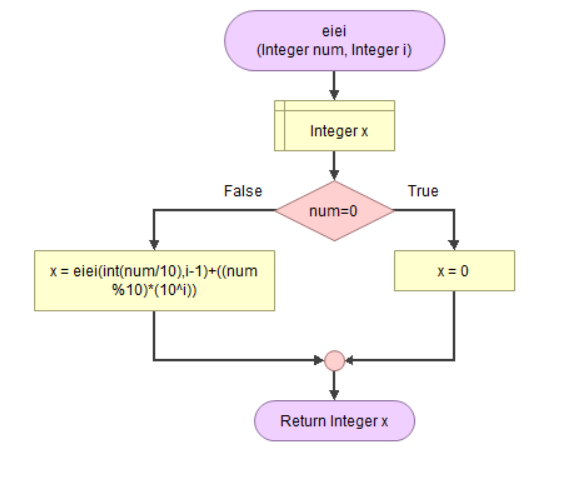 eiei
(Integer num, Integer i)
Integer x
False
True
num=0
x = eiei(int(num/10),i-1)+((num
%10)*(10^i))
x = 0
Return Integer x